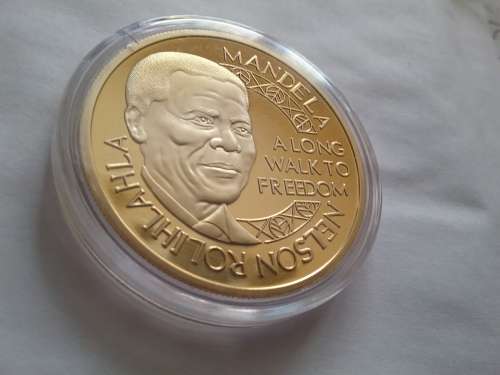 NELSON ROLIHLAHLA
MANDELA
A LONG
WALK TO
FREEDOM